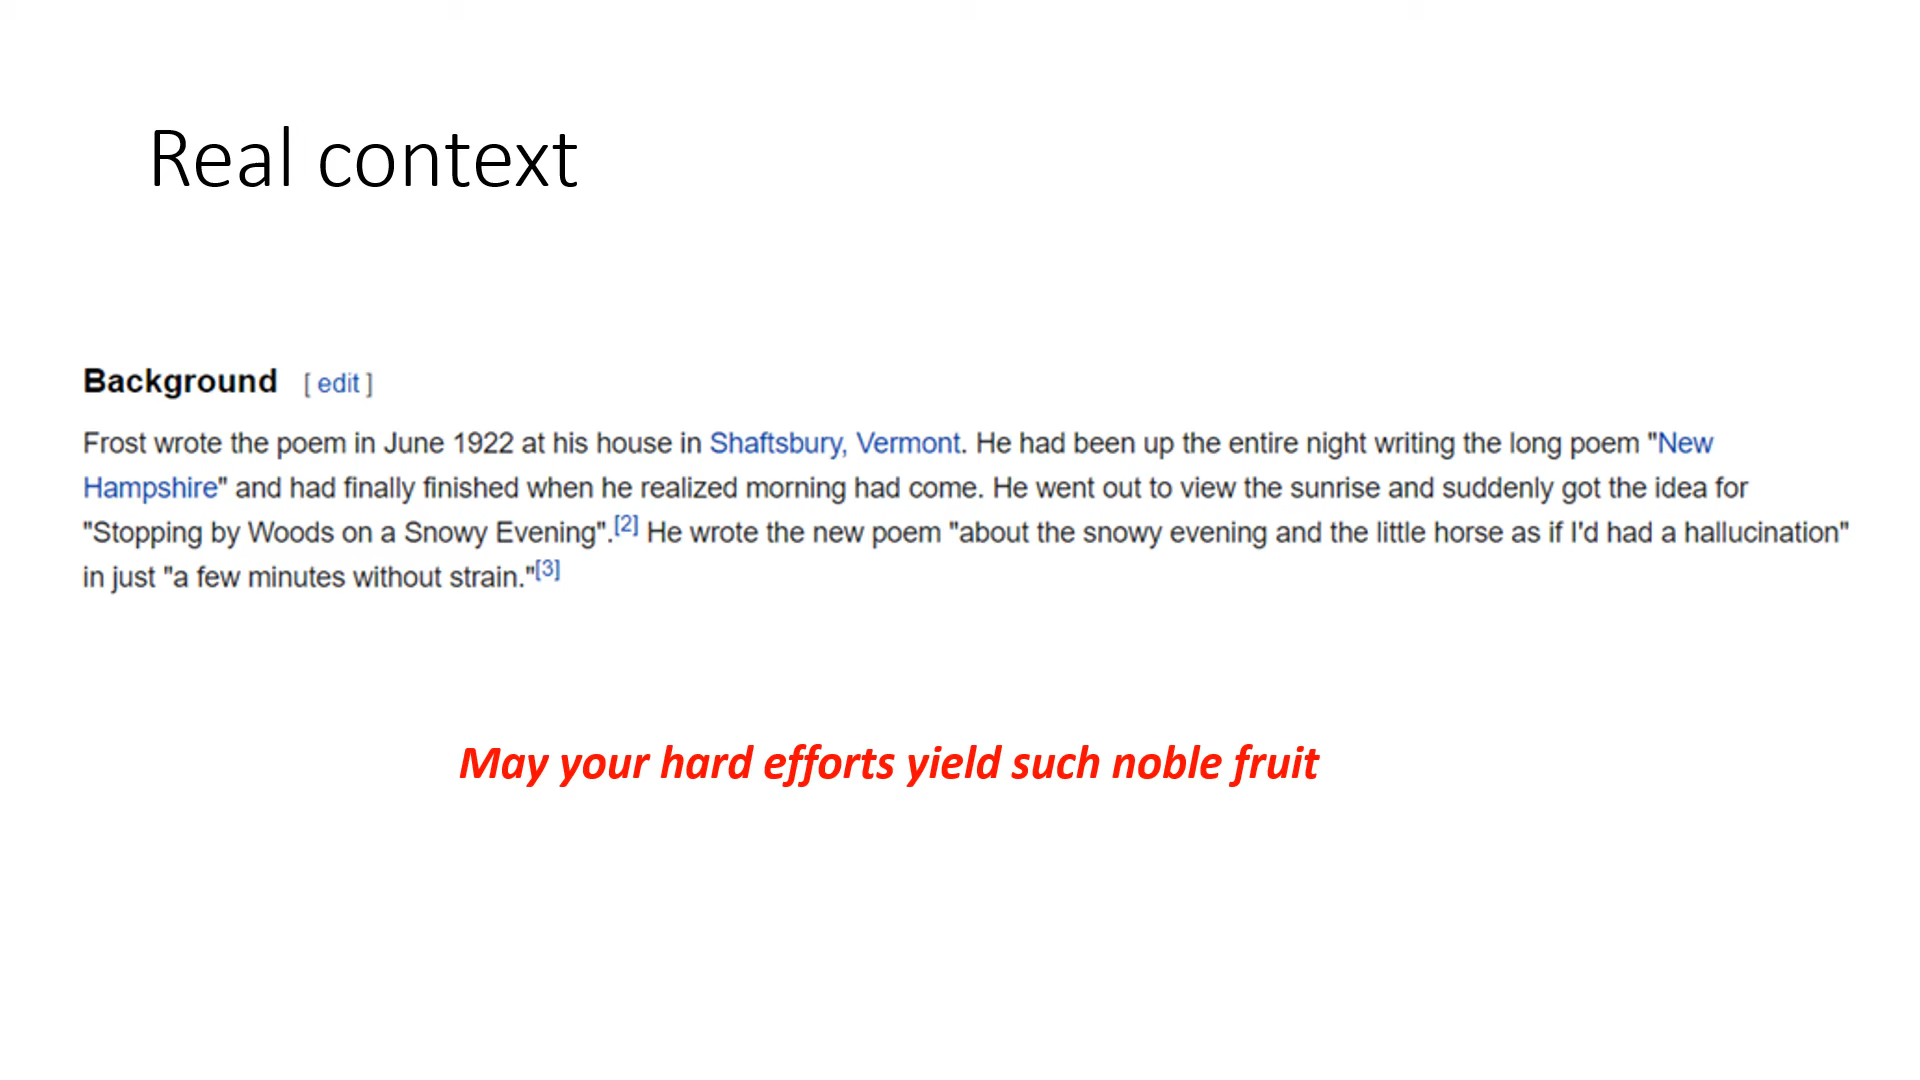 Real context
Background [ edit ]
Frost wrote the poem in June 1922 at his house in Shaftsbury, Vermont. He had been up the entire night writing the long poem "New
Hampshire" and had finally finished when he realized morning had come. He went out to view the sunrise and suddenly got the idea for
"Stopping by Woods on a Snowy Evening".[2] He wrote the new poem "about the snowy evening and the little horse as if I'd had a hallucination"
in just "a few minutes without strain."[3]
May your hard efforts yield such noble fruit